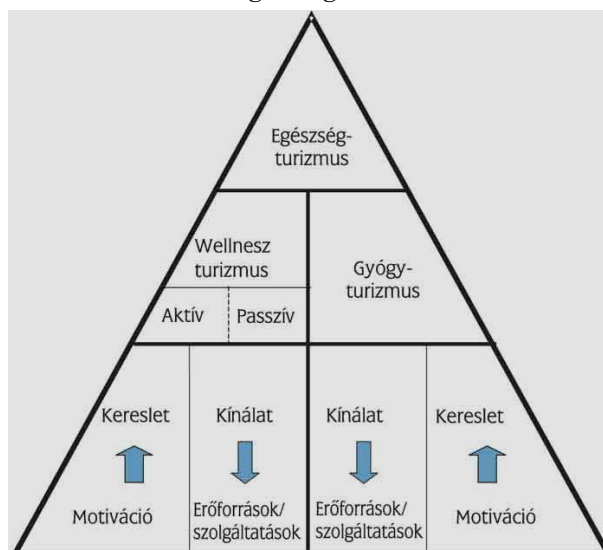 Egészség-
turizmus
Wellnesz
turizmus
Gyógy-
turizmus
Aktív
Passzív
Kereslet
Kínálat
Kínálat
Kereslet
Motiváció
Erőforrások/
szolgáltatások
Erőforrások/
szolgáltatások
Motiváció